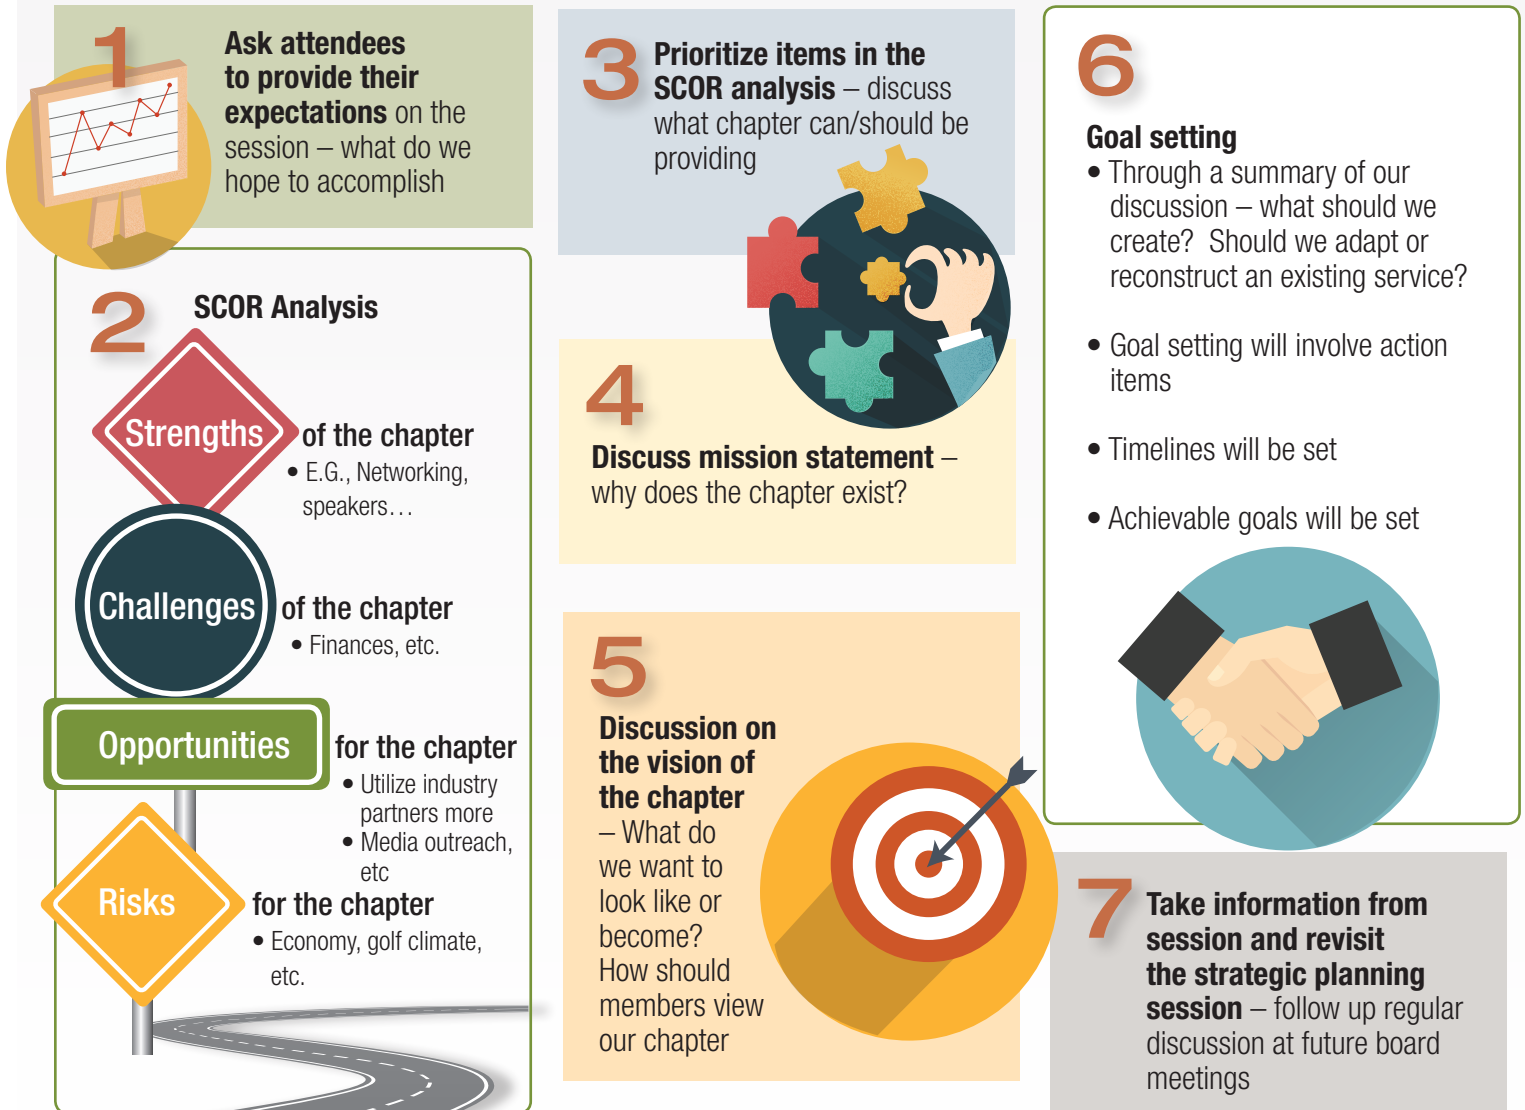 1
Ask attendees
to provide their
expectations on the
session – what do we
hope to accomplish
2
SCOR Analysis
Strengths
of the chapter
• E.G., Networking,
speakers…
Challenges
of the chapter
• Finances, etc.
Opportunities
for the chapter
• Utilize industry
partners more
• Media outreach,
etc
Risks
for the chapter
• Economy, golf climate,
etc.
3
Prioritize items in the
SCOR analysis – discuss
what chapter can/should be
providing
4
Discuss mission statement –
why does the chapter exist?
5
Discussion on
the vision of
the chapter
– What do
we want to
look like or
become?
How should
members view
our chapter
6
Goal setting
• Through a summary of our
discussion – what should we
create?  Should we adapt or
reconstruct an existing service?
• Goal setting will involve action
items
• Timelines will be set
• Achievable goals will be set
7
Take information from
session and revisit
the strategic planning
session – follow up regular
discussion at future board
meetings